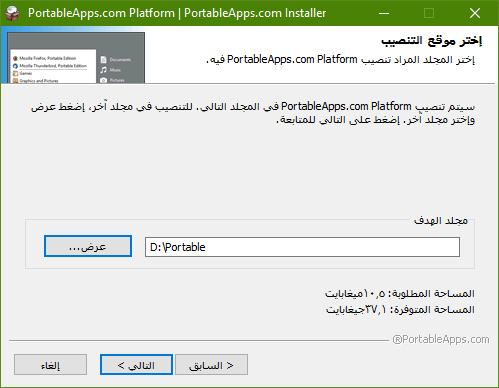 PortableApps.com Platform | PortableApps.com Installer
إختر موقع التنصيب
إختر المجلد المراد تنصيب PortableApps.com Platform فيه.
Mozilla Firefox, Portable Edition
Mozilla Thunderbird, Portable Edition
Games
Graphics and Pictures
Documents
Music
Pictures
سيتم تنصيب PortableApps.com Platform في المجلد التالي. للتنصيب في مجلد آخر، إضغط عرض
وإختر مجلد آخر. إضغط على التالي للمتابعة.
مجلد الهدف
D:\Portable
عرض...
المساحة المطلوبة: ١٠,٥ميغابايت
المساحة المتوفرة: ٣٧,١جيغابايت
PortableApps.com®
< السابق
التالي >
إلغاء